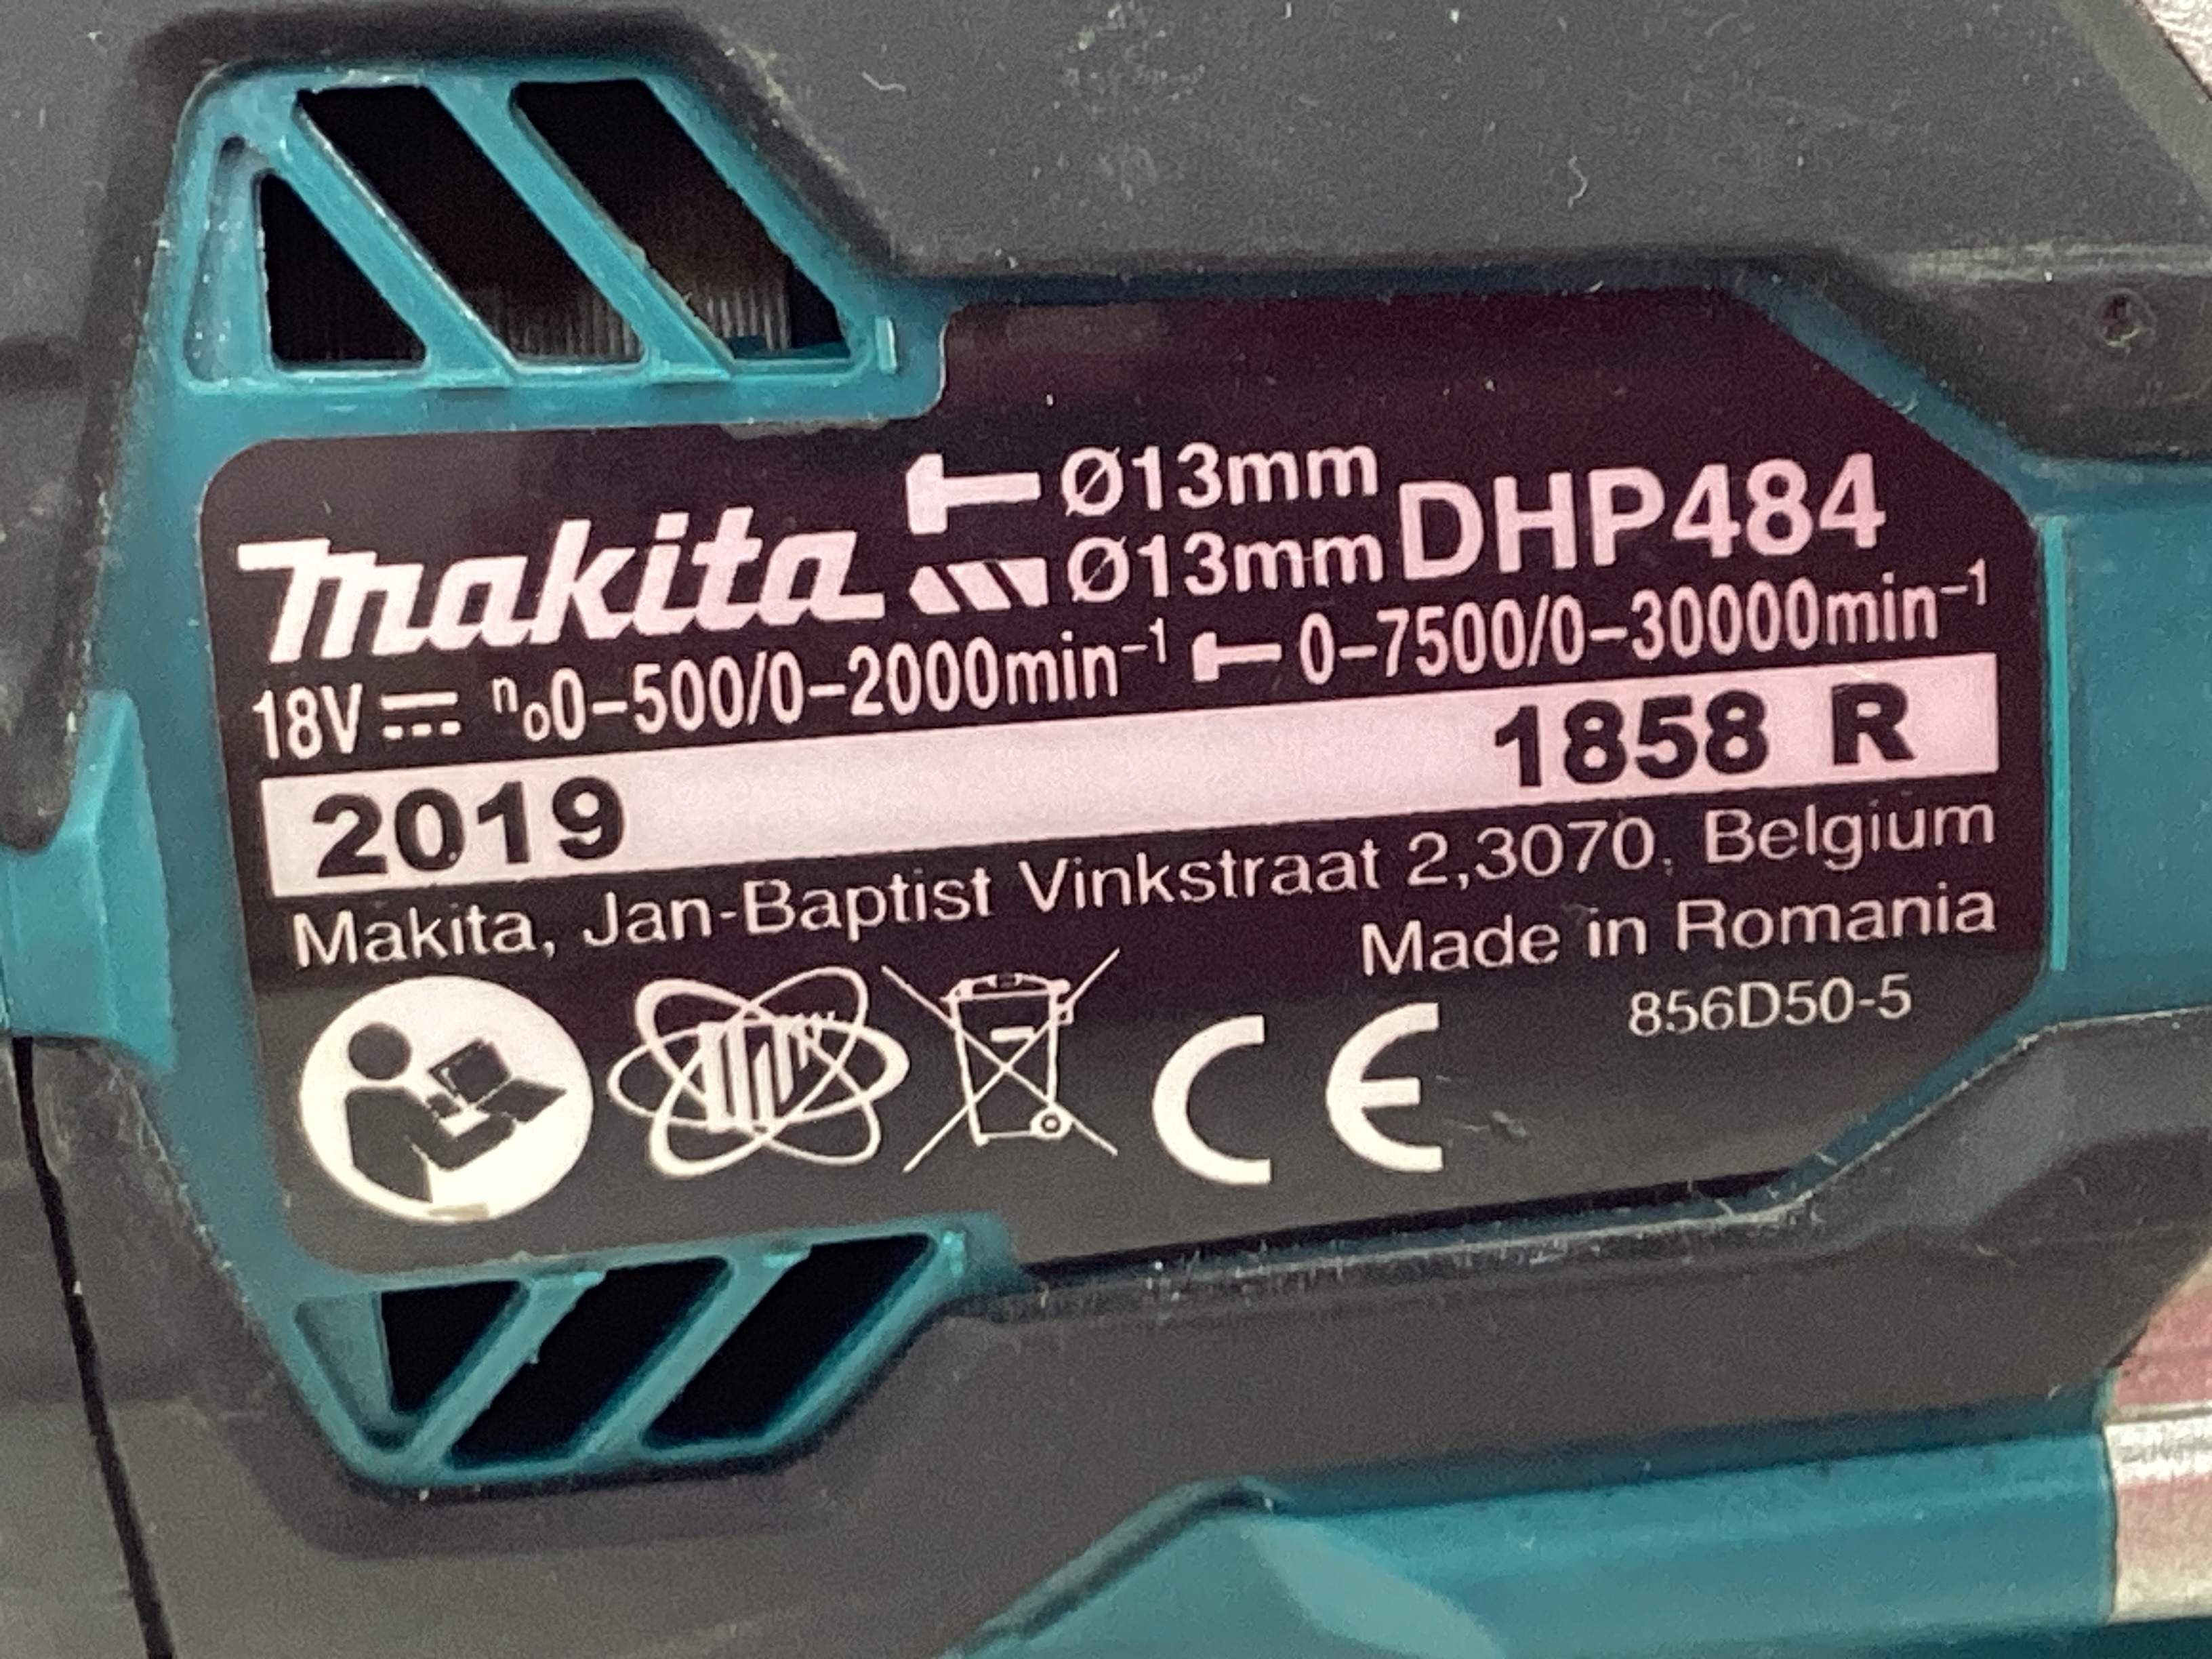 makita Ø13mm DHP484
Ø13mm
18V n₀0-500/0-2000min⁻¹ 0-7500/0-30000min⁻¹
2019 1858 R
Makita, Jan-Baptist Vinkstraat 2,3070, Belgium
Made in Romania
856D50-5
CE